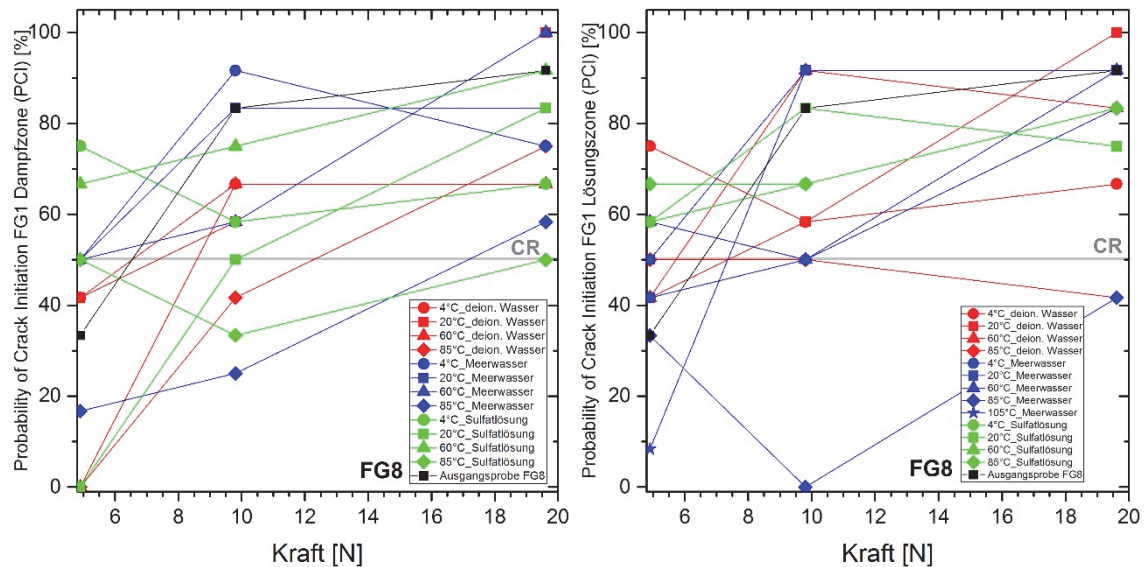 Probability of Crack Initiation FG1 Dampfzone (PCI) [%]
100
80
60
40
20
0
CR
4°C_deion. Wasser
20°C_deion. Wasser
60°C_deion. Wasser
85°C_deion. Wasser
4°C_Meerwasser
20°C_Meerwasser
60°C_Meerwasser
85°C_Meerwasser
4°C_Sulfatlösung
20°C_Sulfatlösung
60°C_Sulfatlösung
85°C_Sulfatlösung
Ausgangsprobe FG8
FG8
6 8 10 12 14 16 18 20
Kraft [N]
Probability of Crack Initiation FG1 Lösungszone (PCI) [%]
100
80
60
40
20
0
CR
4°C_deion. Wasser
20°C_deion. Wasser
60°C_deion. Wasser
85°C_deion. Wasser
4°C_Meerwasser
20°C_Meerwasser
60°C_Meerwasser
85°C_Meerwasser
105°C_Meerwasser
4°C_Sulfatlösung
20°C_Sulfatlösung
60°C_Sulfatlösung
85°C_Sulfatlösung
Ausgangsprobe FG8
FG8
6 8 10 12 14 16 18 20
Kraft [N]